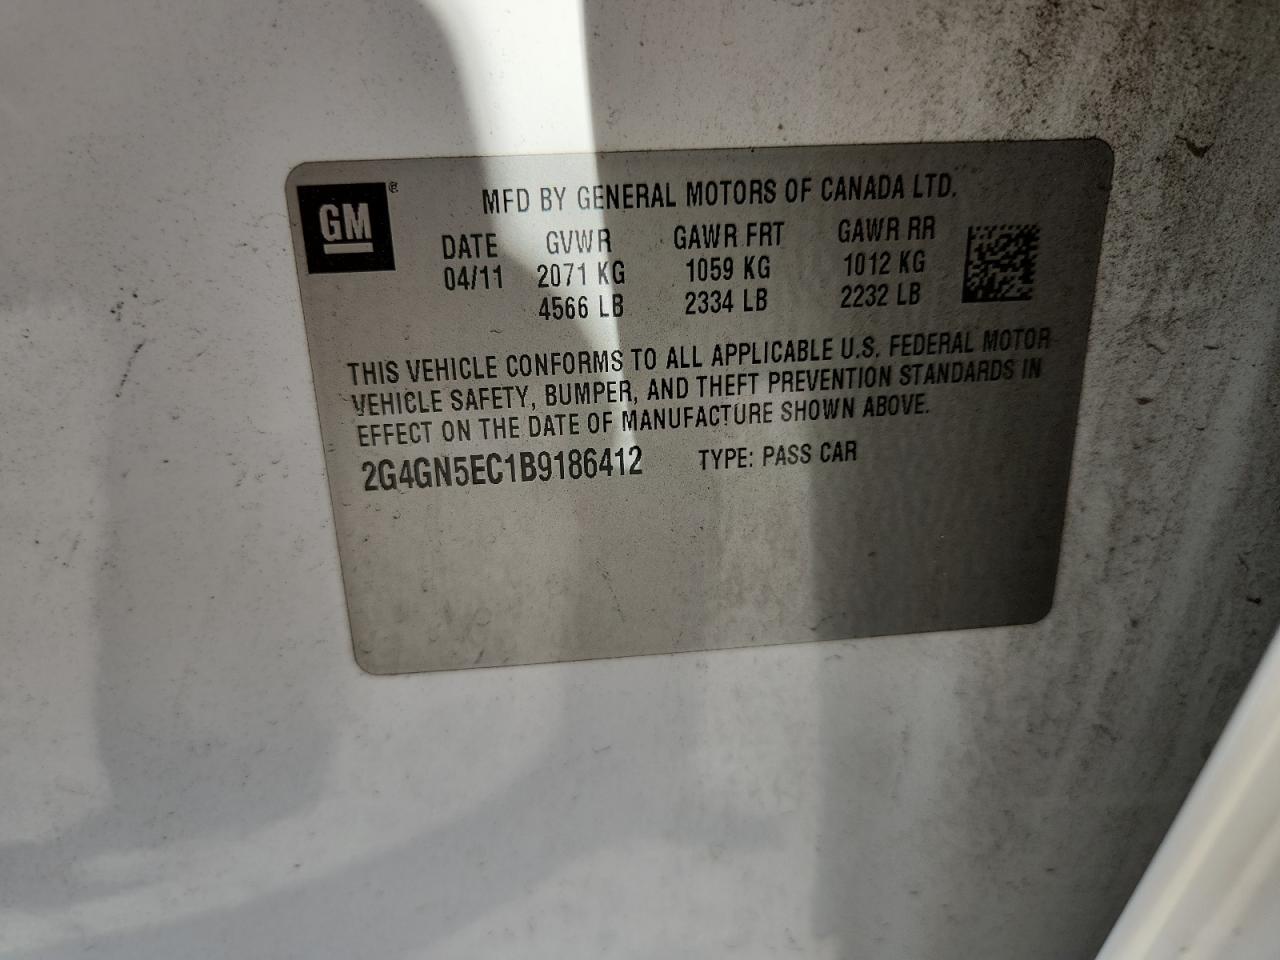 GM®
MFD BY GENERAL MOTORS OF CANADA LTD.
DATE GVWR GAWR FRT GAWR RR
04/11 2071 KG 1059 KG 1012 KG
4566 LB 2334 LB 2232 LB
THIS VEHICLE CONFORMS TO ALL APPLICABLE U.S. FEDERAL MOTOR
VEHICLE SAFETY, BUMPER, AND THEFT PREVENTION STANDARDS IN
EFFECT ON THE DATE OF MANUFACTURE SHOWN ABOVE.
2G4GN5EC1B9186412 TYPE: PASS CAR